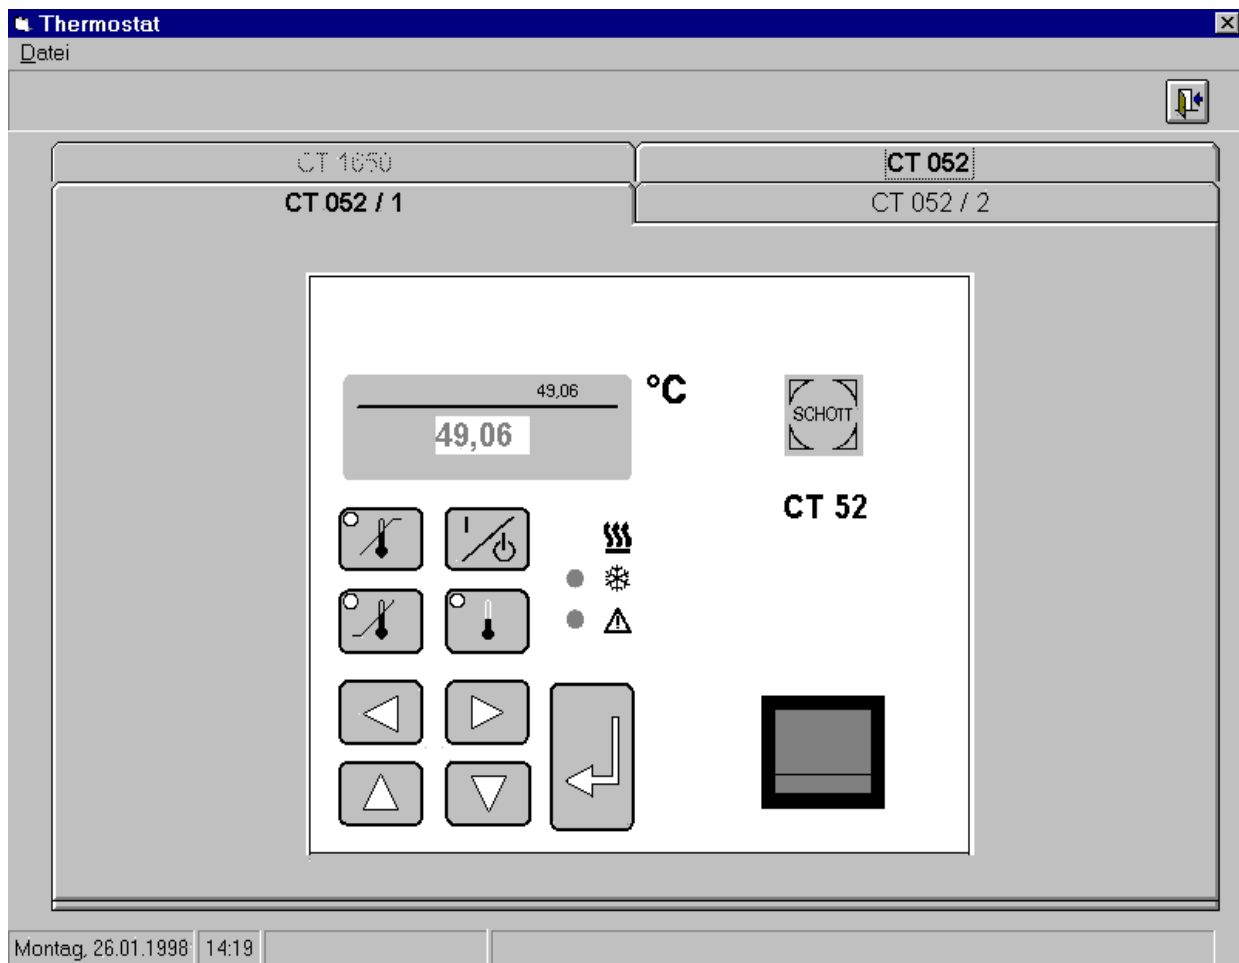 Thermostat
Datei
CT 1650
CT 052
CT 052 / 1
CT 052 / 2
49,06
°C
49,06
SCHOTT
CT 52
Montag, 26.01.1998 14:19